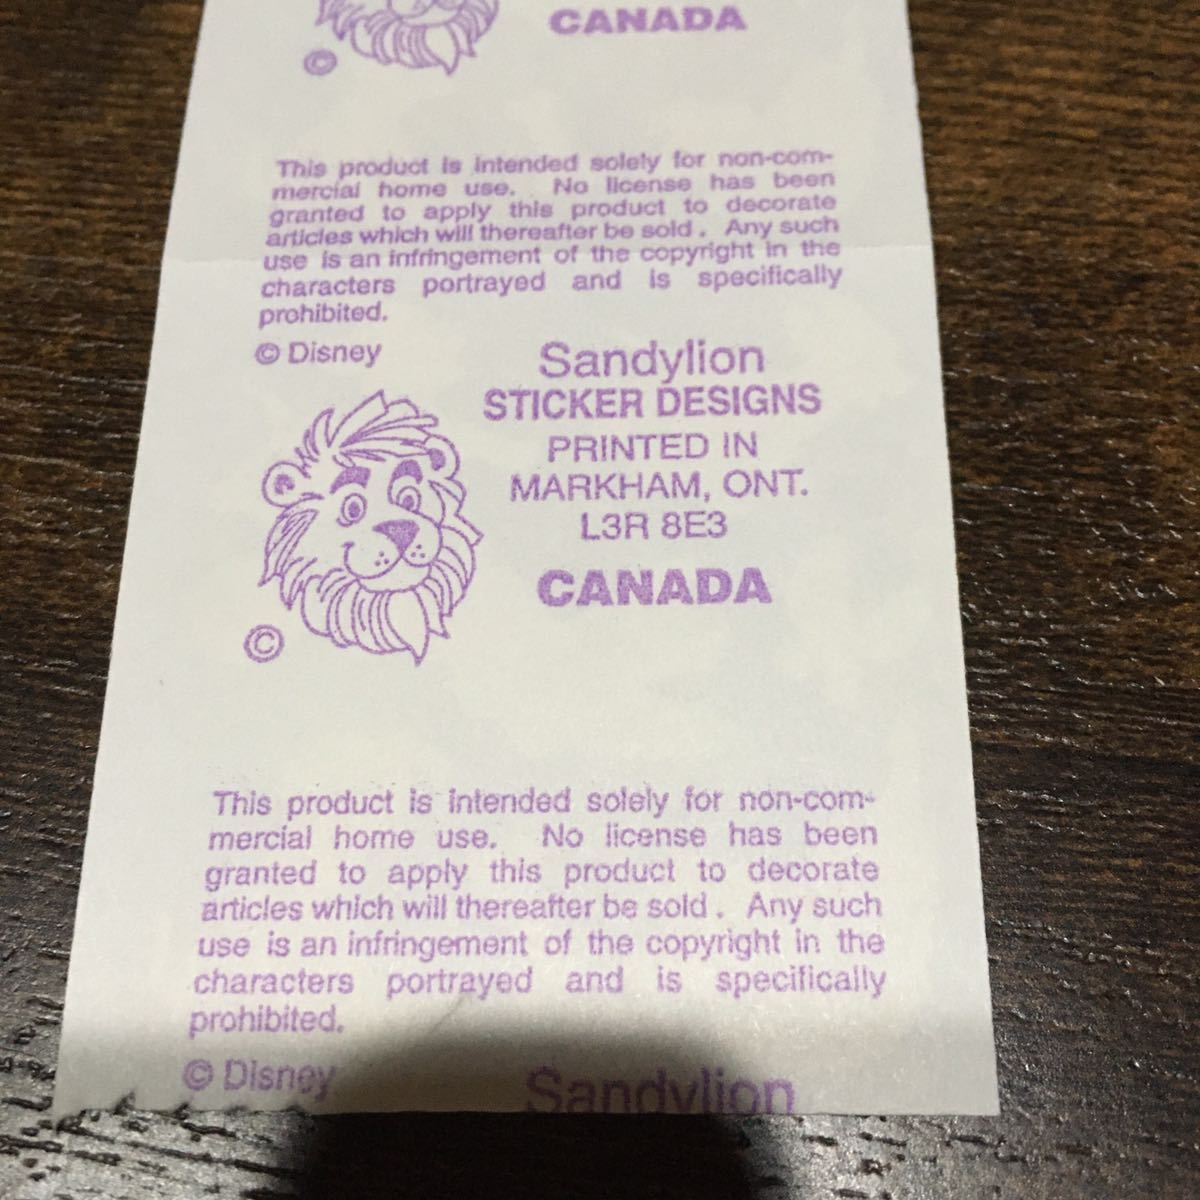 CANADA
©
This product is intended solely for non-com-
mercial home use. No license has been
granted to apply this product to decorate
articles which will thereafter be sold. Any such
use is an infringement of the copyright in the
characters portrayed and is specifically
prohibited.
© Disney
Sandylion
STICKER DESIGNS
PRINTED IN
MARKHAM, ONT.
L3R 8E3
CANADA
©
This product is intended solely for non-com-
mercial home use. No license has been
granted to apply this product to decorate
articles which will thereafter be sold. Any such
use is an infringement of the copyright in the
characters portrayed and is specifically
prohibited.
© Disney
Sandylion